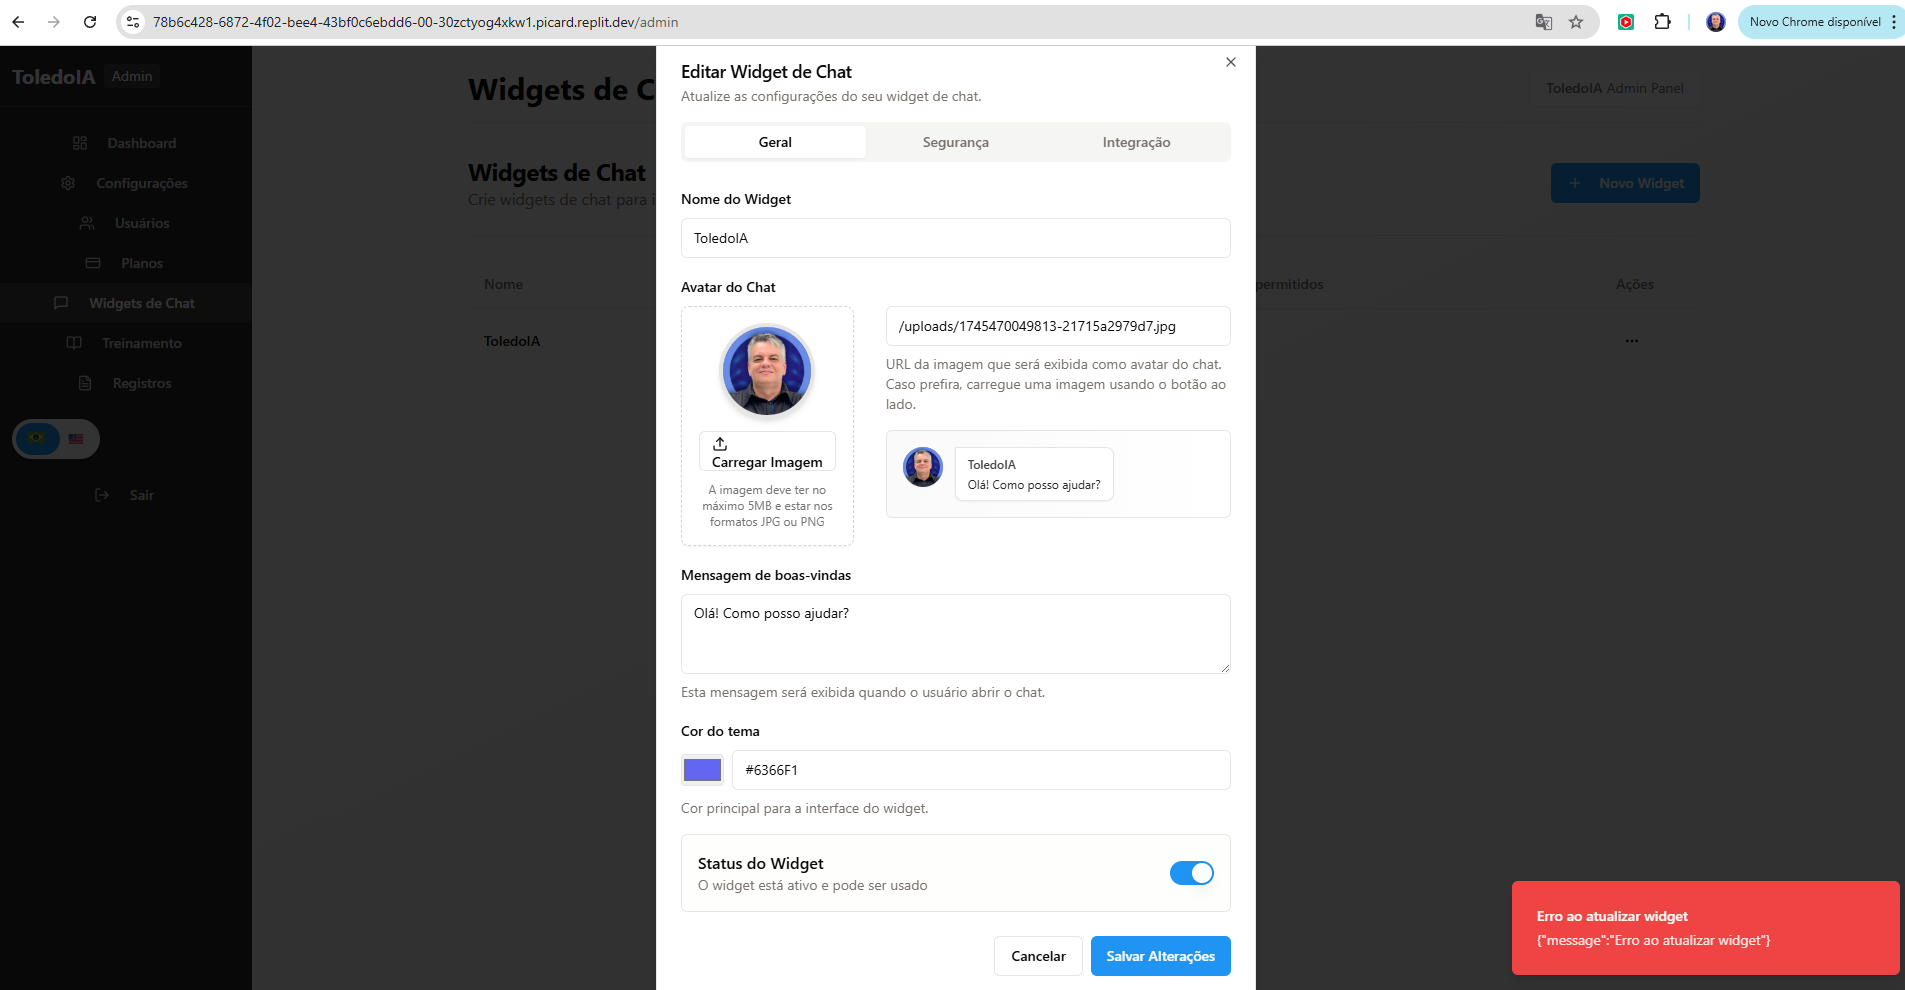 78b6c428-6872-4f02-bee4-43bf0c6ebdd6-00-30zctyog4xkw1.picard.replit.dev/admin
Novo Chrome disponível
ToledoIA Admin
Dashboard
Configurações
Usuários
Planos
Widgets de Chat
Treinamento
Registros
Sair
Widgets de C
ToledoIA Admin Panel
Widgets de Chat
Crie widgets de chat para i
Novo Widget
Nome
permitidos
Ações
ToledoIA
...
Editar Widget de Chat
Atualize as configurações do seu widget de chat.
Geral
Segurança
Integração
Nome do Widget
ToledoIA
Avatar do Chat
Carregar Imagem
A imagem deve ter no
máximo 5MB e estar nos
formatos JPG ou PNG
/uploads/1745470049813-21715a2979d7.jpg
URL da imagem que será exibida como avatar do chat.
Caso prefira, carregue uma imagem usando o botão ao
lado.
ToledoIA
Olá! Como posso ajudar?
Mensagem de boas-vindas
Olá! Como posso ajudar?
Esta mensagem será exibida quando o usuário abrir o chat.
Cor do tema
#6366F1
Cor principal para a interface do widget.
Status do Widget
O widget está ativo e pode ser usado
Cancelar
Salvar Alterações
Erro ao atualizar widget
{"message":"Erro ao atualizar widget"}